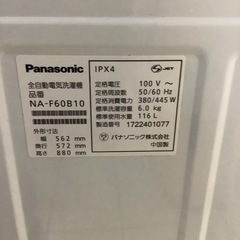 Panasonic
全自動電気洗濯機
品番
NA-F60B10
外形寸法
幅 562 mm
奥行 572 mm
高さ 880 mm
IPX4
JET
定格電圧 100 V ～
定格周波数 50/60 Hz
定格消費電力 380/445 W
標準洗濯容量 6.0 kg
標準使用水量 116 L
製造番号 1722401077
パナソニック株式会社
中国製